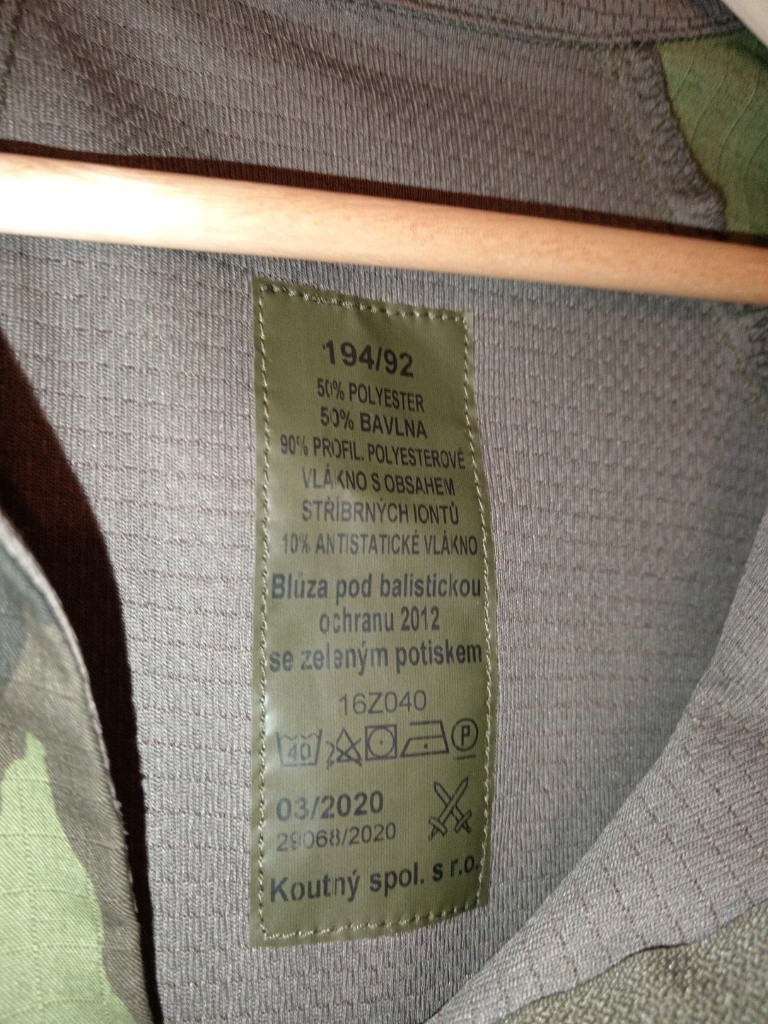 194/92
50% POLYESTER
50% BAVLNA
90% PROFIL. POLYESTEROVÉ
VLÁKNO S OBSAHEM
STŘÍBRNÝCH IONTŮ
10% ANTISTATICKÉ VLÁKNO
Blůza pod balistickou
ochranu 2012
se zeleným potiskem
16Z040
40 P
03/2020
29068/2020
Koutný spol. s r.o.